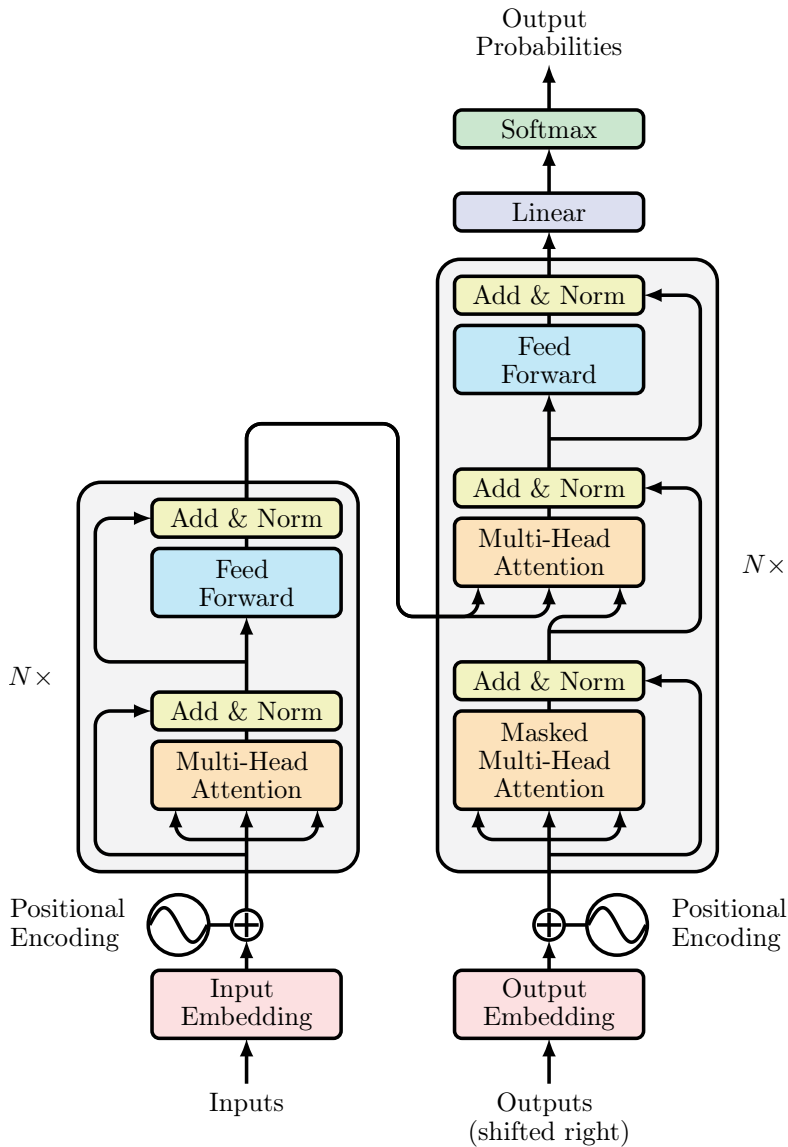 Output
Probabilities
Softmax
Linear
Add & Norm
Feed
Forward
Add & Norm
Multi-Head
Attention
N×
Add & Norm
Masked
Multi-Head
Attention
Add & Norm
Feed
Forward
N×
Add & Norm
Multi-Head
Attention
Positional
Encoding
Positional
Encoding
Input
Embedding
Output
Embedding
Inputs
Outputs
(shifted right)